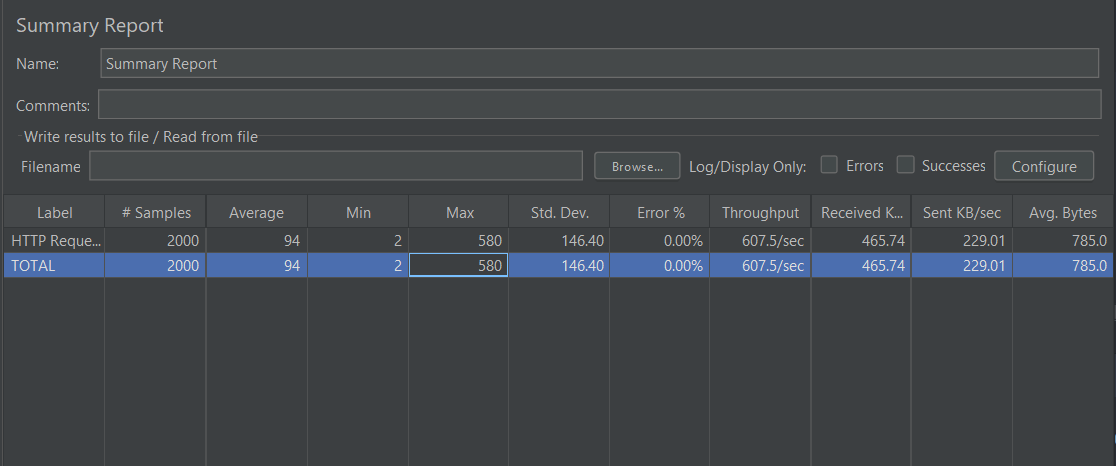 Summary Report
Name: Summary Report
Comments:
Write results to file / Read from file
Filename Browse... Log/Display Only: Errors Successes Configure
Label # Samples Average Min Max Std. Dev. Error % Throughput Received K... Sent KB/sec Avg. Bytes
HTTP Reque... 2000 94 2 580 146.40 0.00% 607.5/sec 465.74 229.01 785.0
TOTAL 2000 94 2 580 146.40 0.00% 607.5/sec 465.74 229.01 785.0